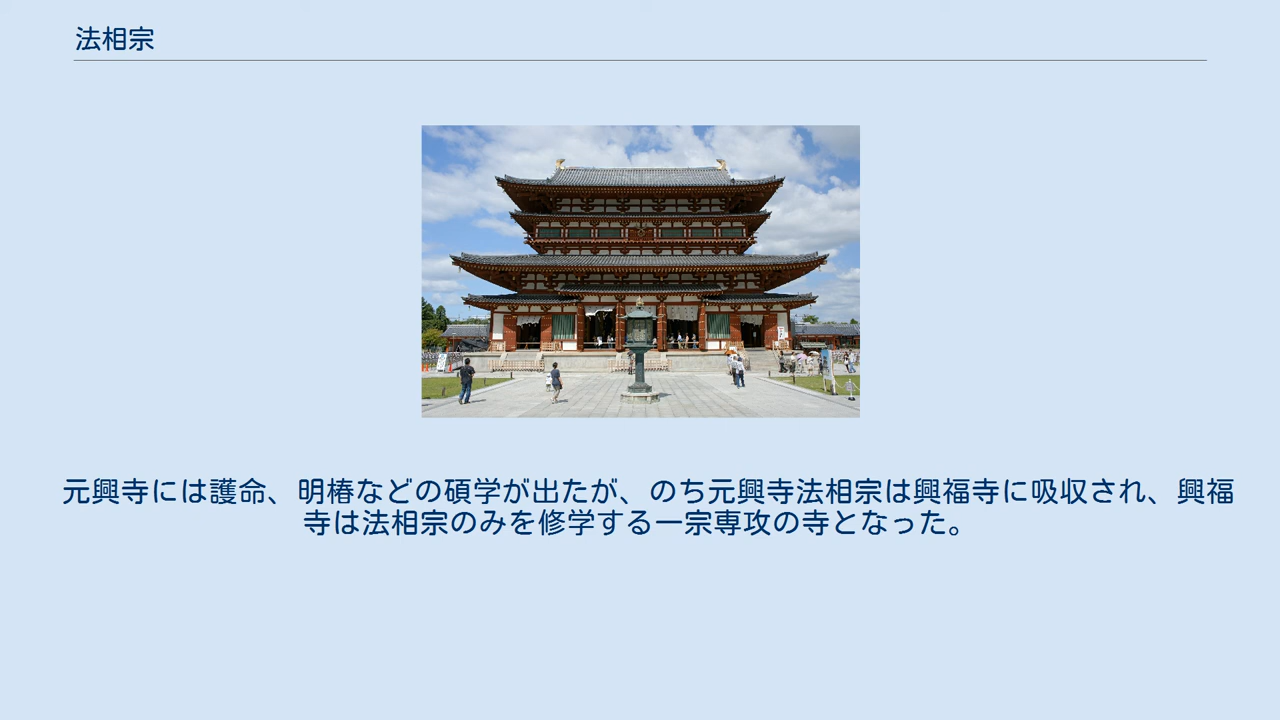 法相宗
元興寺には護命、明椿などの碩学が出たが、のち元興寺法相宗は興福寺に吸収され、興福
寺は法相宗のみを修学する一宗専攻の寺となった。